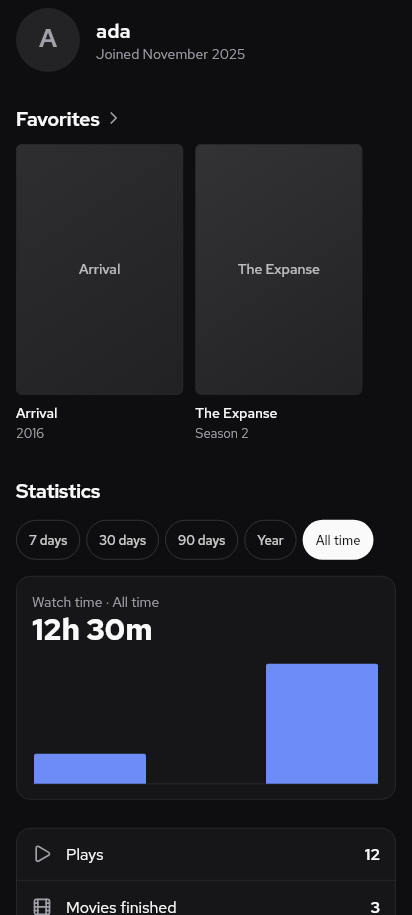 A
ada
Joined November 2025
Favorites
Arrival
The Expanse
Arrival
The Expanse
2016
Season 2
Statistics
7 days
30 days
90 days
Year
All time
Watch time · All time
12h 30m
Plays 12
Movies finished 3